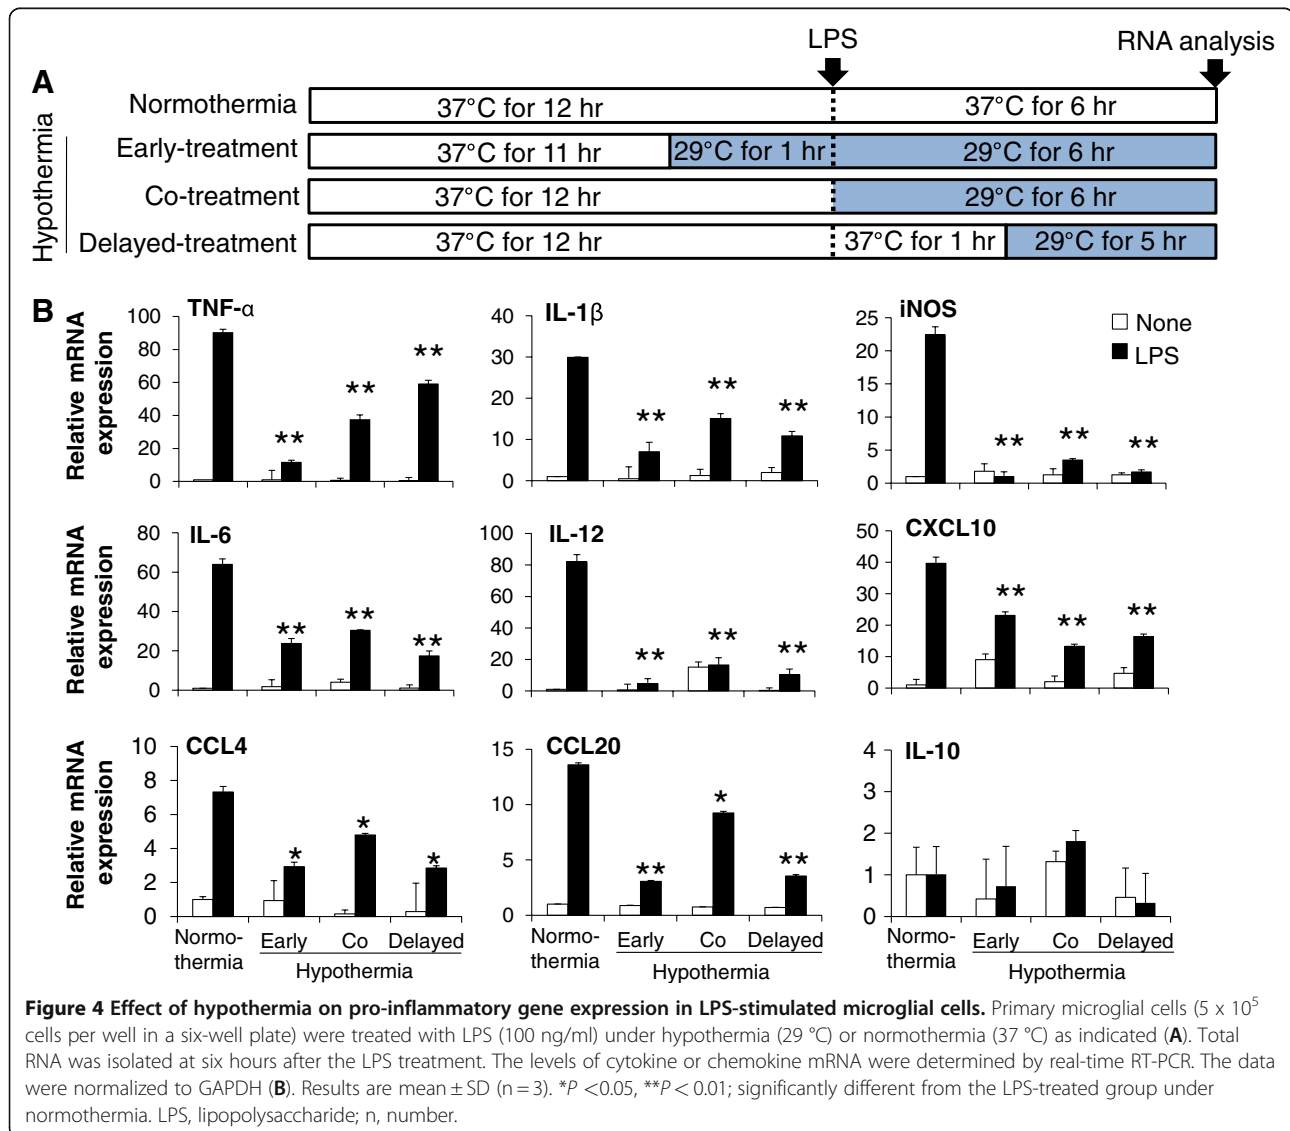 LPS
RNA analysis
A
Hypothermia
Normothermia
37°C for 12 hr
37°C for 6 hr
Early-treatment
37°C for 11 hr
29°C for 1 hr
29°C for 6 hr
Co-treatment
37°C for 12 hr
29°C for 6 hr
Delayed-treatment
37°C for 12 hr
37°C for 1 hr
29°C for 5 hr
B
Relative mRNA
expression
TNF-α
100
80
60
40
20
0
**
**
**
IL-1β
40
30
20
10
0
**
**
**
iNOS
25
20
15
10
5
0
**
**
**
None
LPS
Relative mRNA
expression
IL-6
80
60
40
20
0
**
**
**
IL-12
100
80
60
40
20
0
**
**
**
CXCL10
50
40
30
20
10
0
**
**
**
Relative mRNA
expression
CCL4
10
8
6
4
2
0
*
*
*
Normo-
thermia
Early
Co
Delayed
Hypothermia
CCL20
15
10
5
0
**
*
**
Normo-
thermia
Early
Co
Delayed
Hypothermia
IL-10
4
3
2
1
0
Normo-
thermia
Early
Co
Delayed
Hypothermia
Figure 4 Effect of hypothermia on pro-inflammatory gene expression in LPS-stimulated microglial cells. Primary microglial cells (5 x 10⁵
cells per well in a six-well plate) were treated with LPS (100 ng/ml) under hypothermia (29 °C) or normothermia (37 °C) as indicated (A). Total
RNA was isolated at six hours after the LPS treatment. The levels of cytokine or chemokine mRNA were determined by real-time RT-PCR. The data
were normalized to GAPDH (B). Results are mean ± SD (n = 3). *P <0.05, **P < 0.01; significantly different from the LPS-treated group under
normothermia. LPS, lipopolysaccharide; n, number.